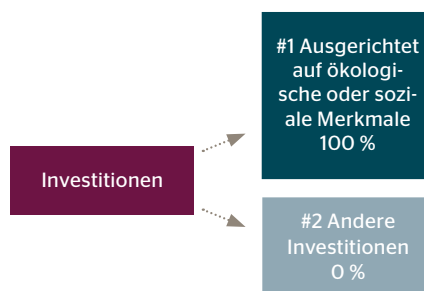 #1 Ausgerichtet
auf ökologi-
sche oder sozi-
ale Merkmale
100 %
Investitionen
#2 Andere
Investitionen
0 %